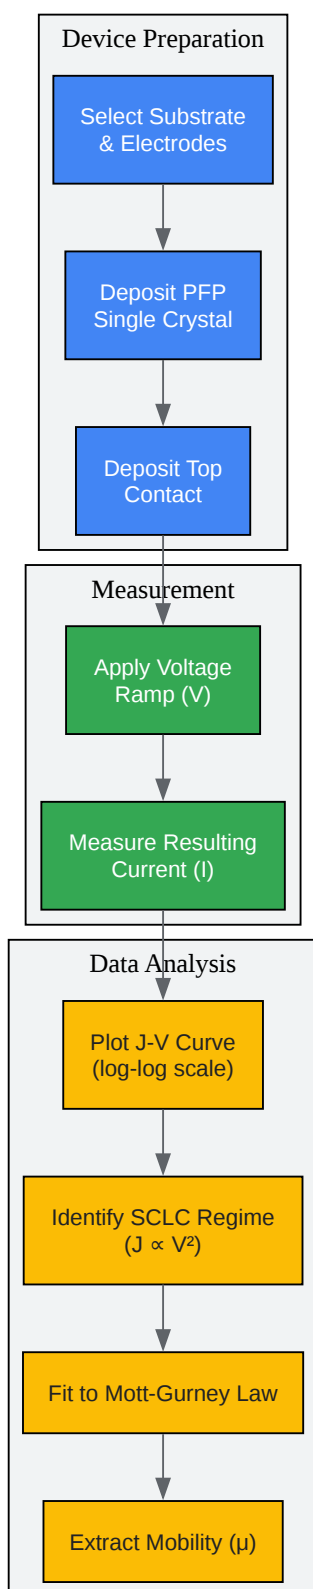 Device Preparation
Select Substrate
& Electrodes
Deposit PFP
Single Crystal
Deposit Top
Contact
Measurement
Apply Voltage
Ramp (V)
Measure Resulting
Current (I)
Data Analysis
Plot J-V Curve
(log-log scale)
Identify SCLC Regime
(J ∝ V²)
Fit to Mott-Gurney Law
Extract Mobility (μ)